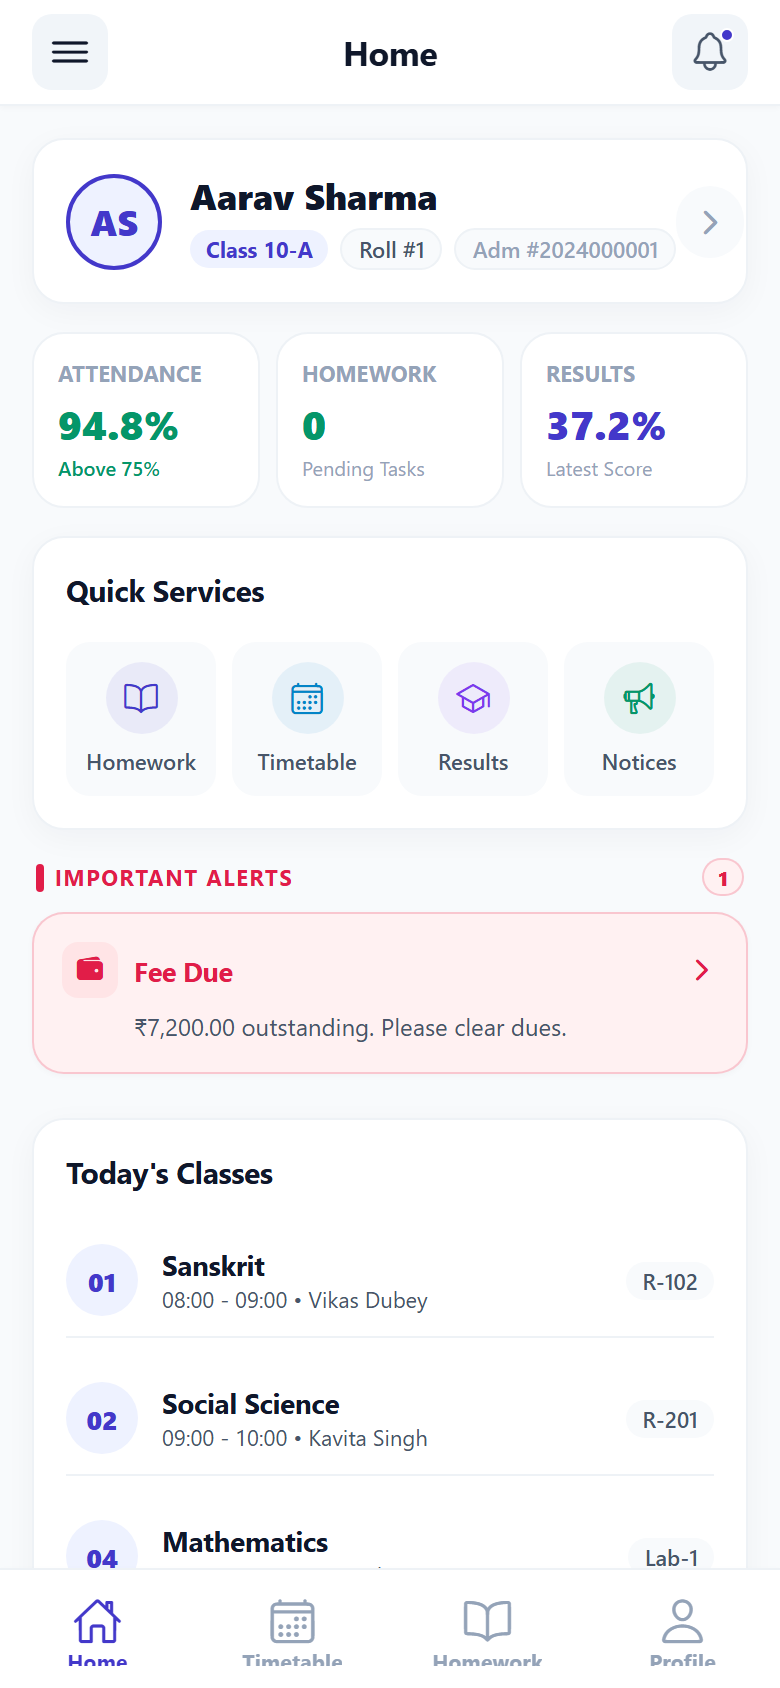 Home
AS
Aarav Sharma
Class 10-A
Roll #1
Adm #2024000001
ATTENDANCE
94.8%
Above 75%
HOMEWORK
0
Pending Tasks
RESULTS
37.2%
Latest Score
Quick Services
Homework
Timetable
Results
Notices
IMPORTANT ALERTS
1
Fee Due
₹7,200.00 outstanding. Please clear dues.
Today's Classes
01
Sanskrit
08:00 - 09:00 • Vikas Dubey
R-102
02
Social Science
09:00 - 10:00 • Kavita Singh
R-201
04
Mathematics
Lab-1
Home
Timetable
Homework
Profile